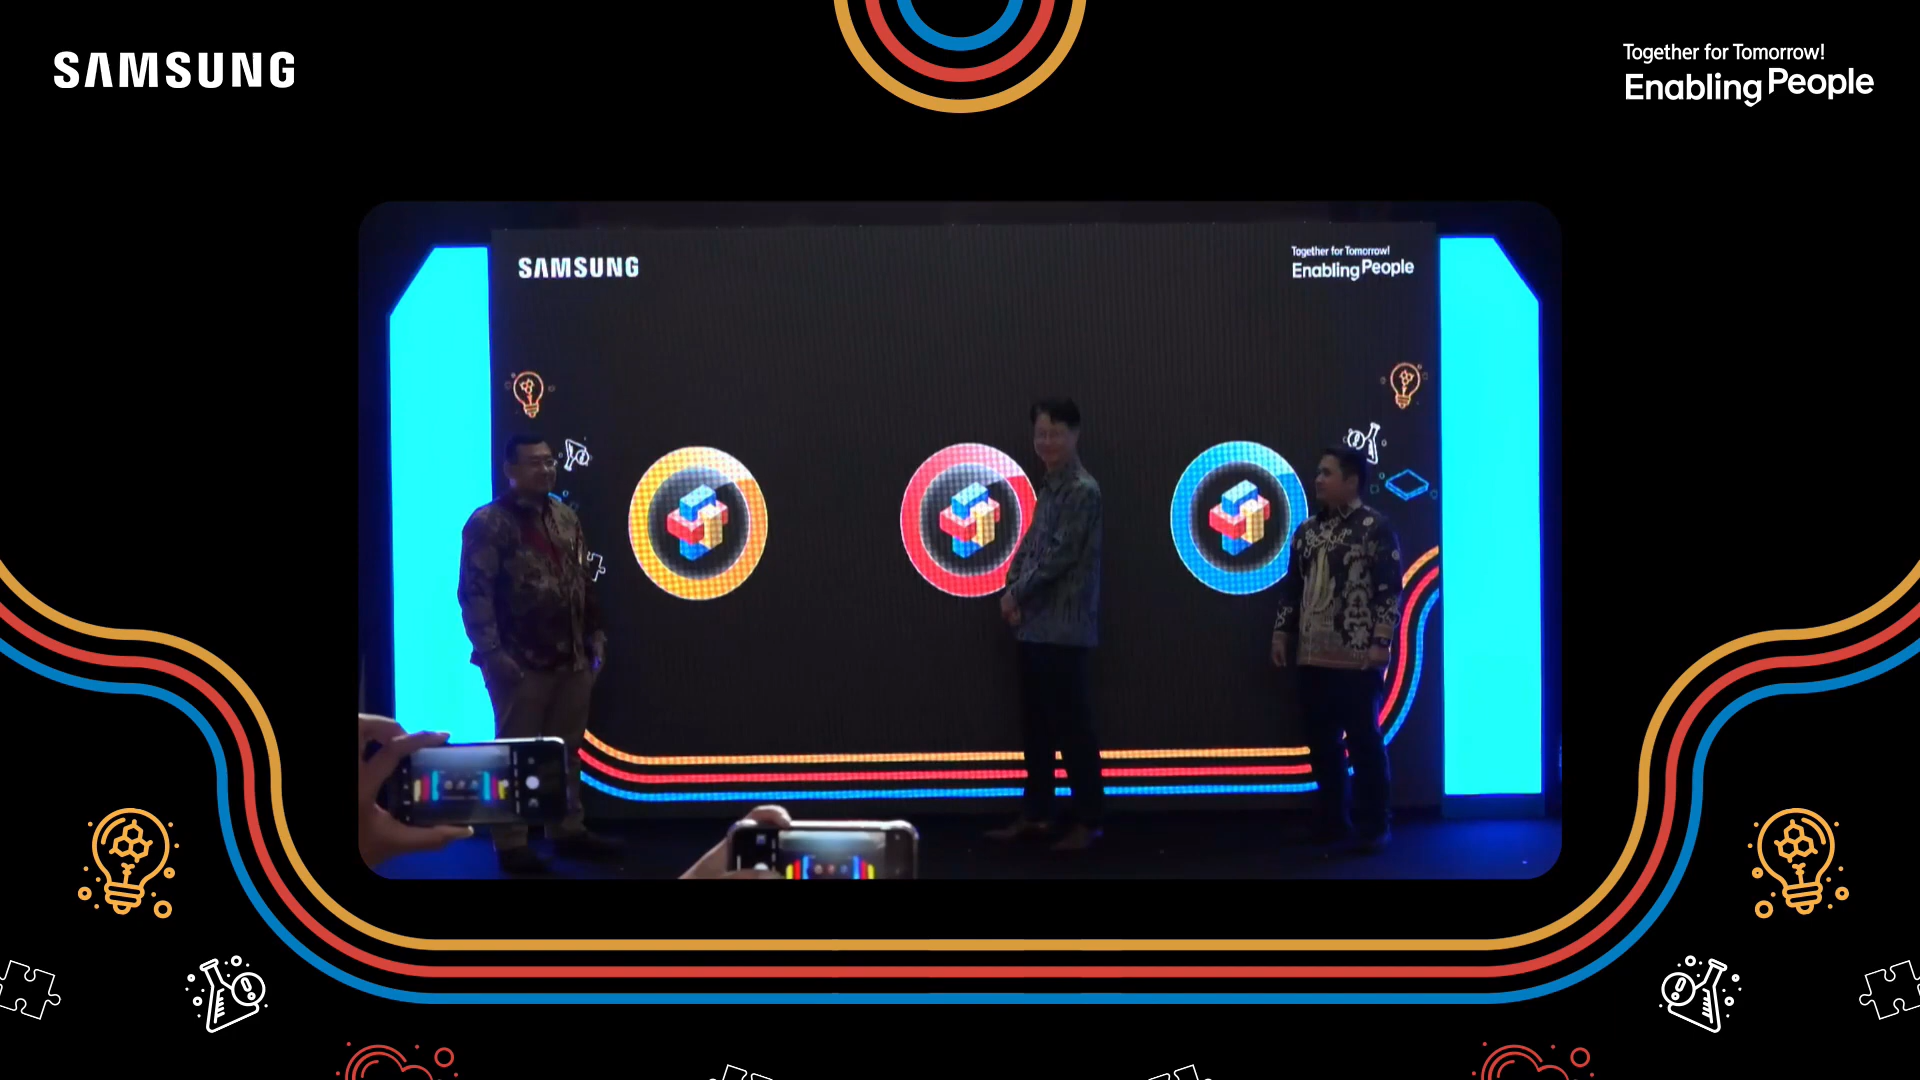 SAMSUNG
Together for Tomorrow!
Enabling People
SAMSUNG
Together for Tomorrow!
Enabling People